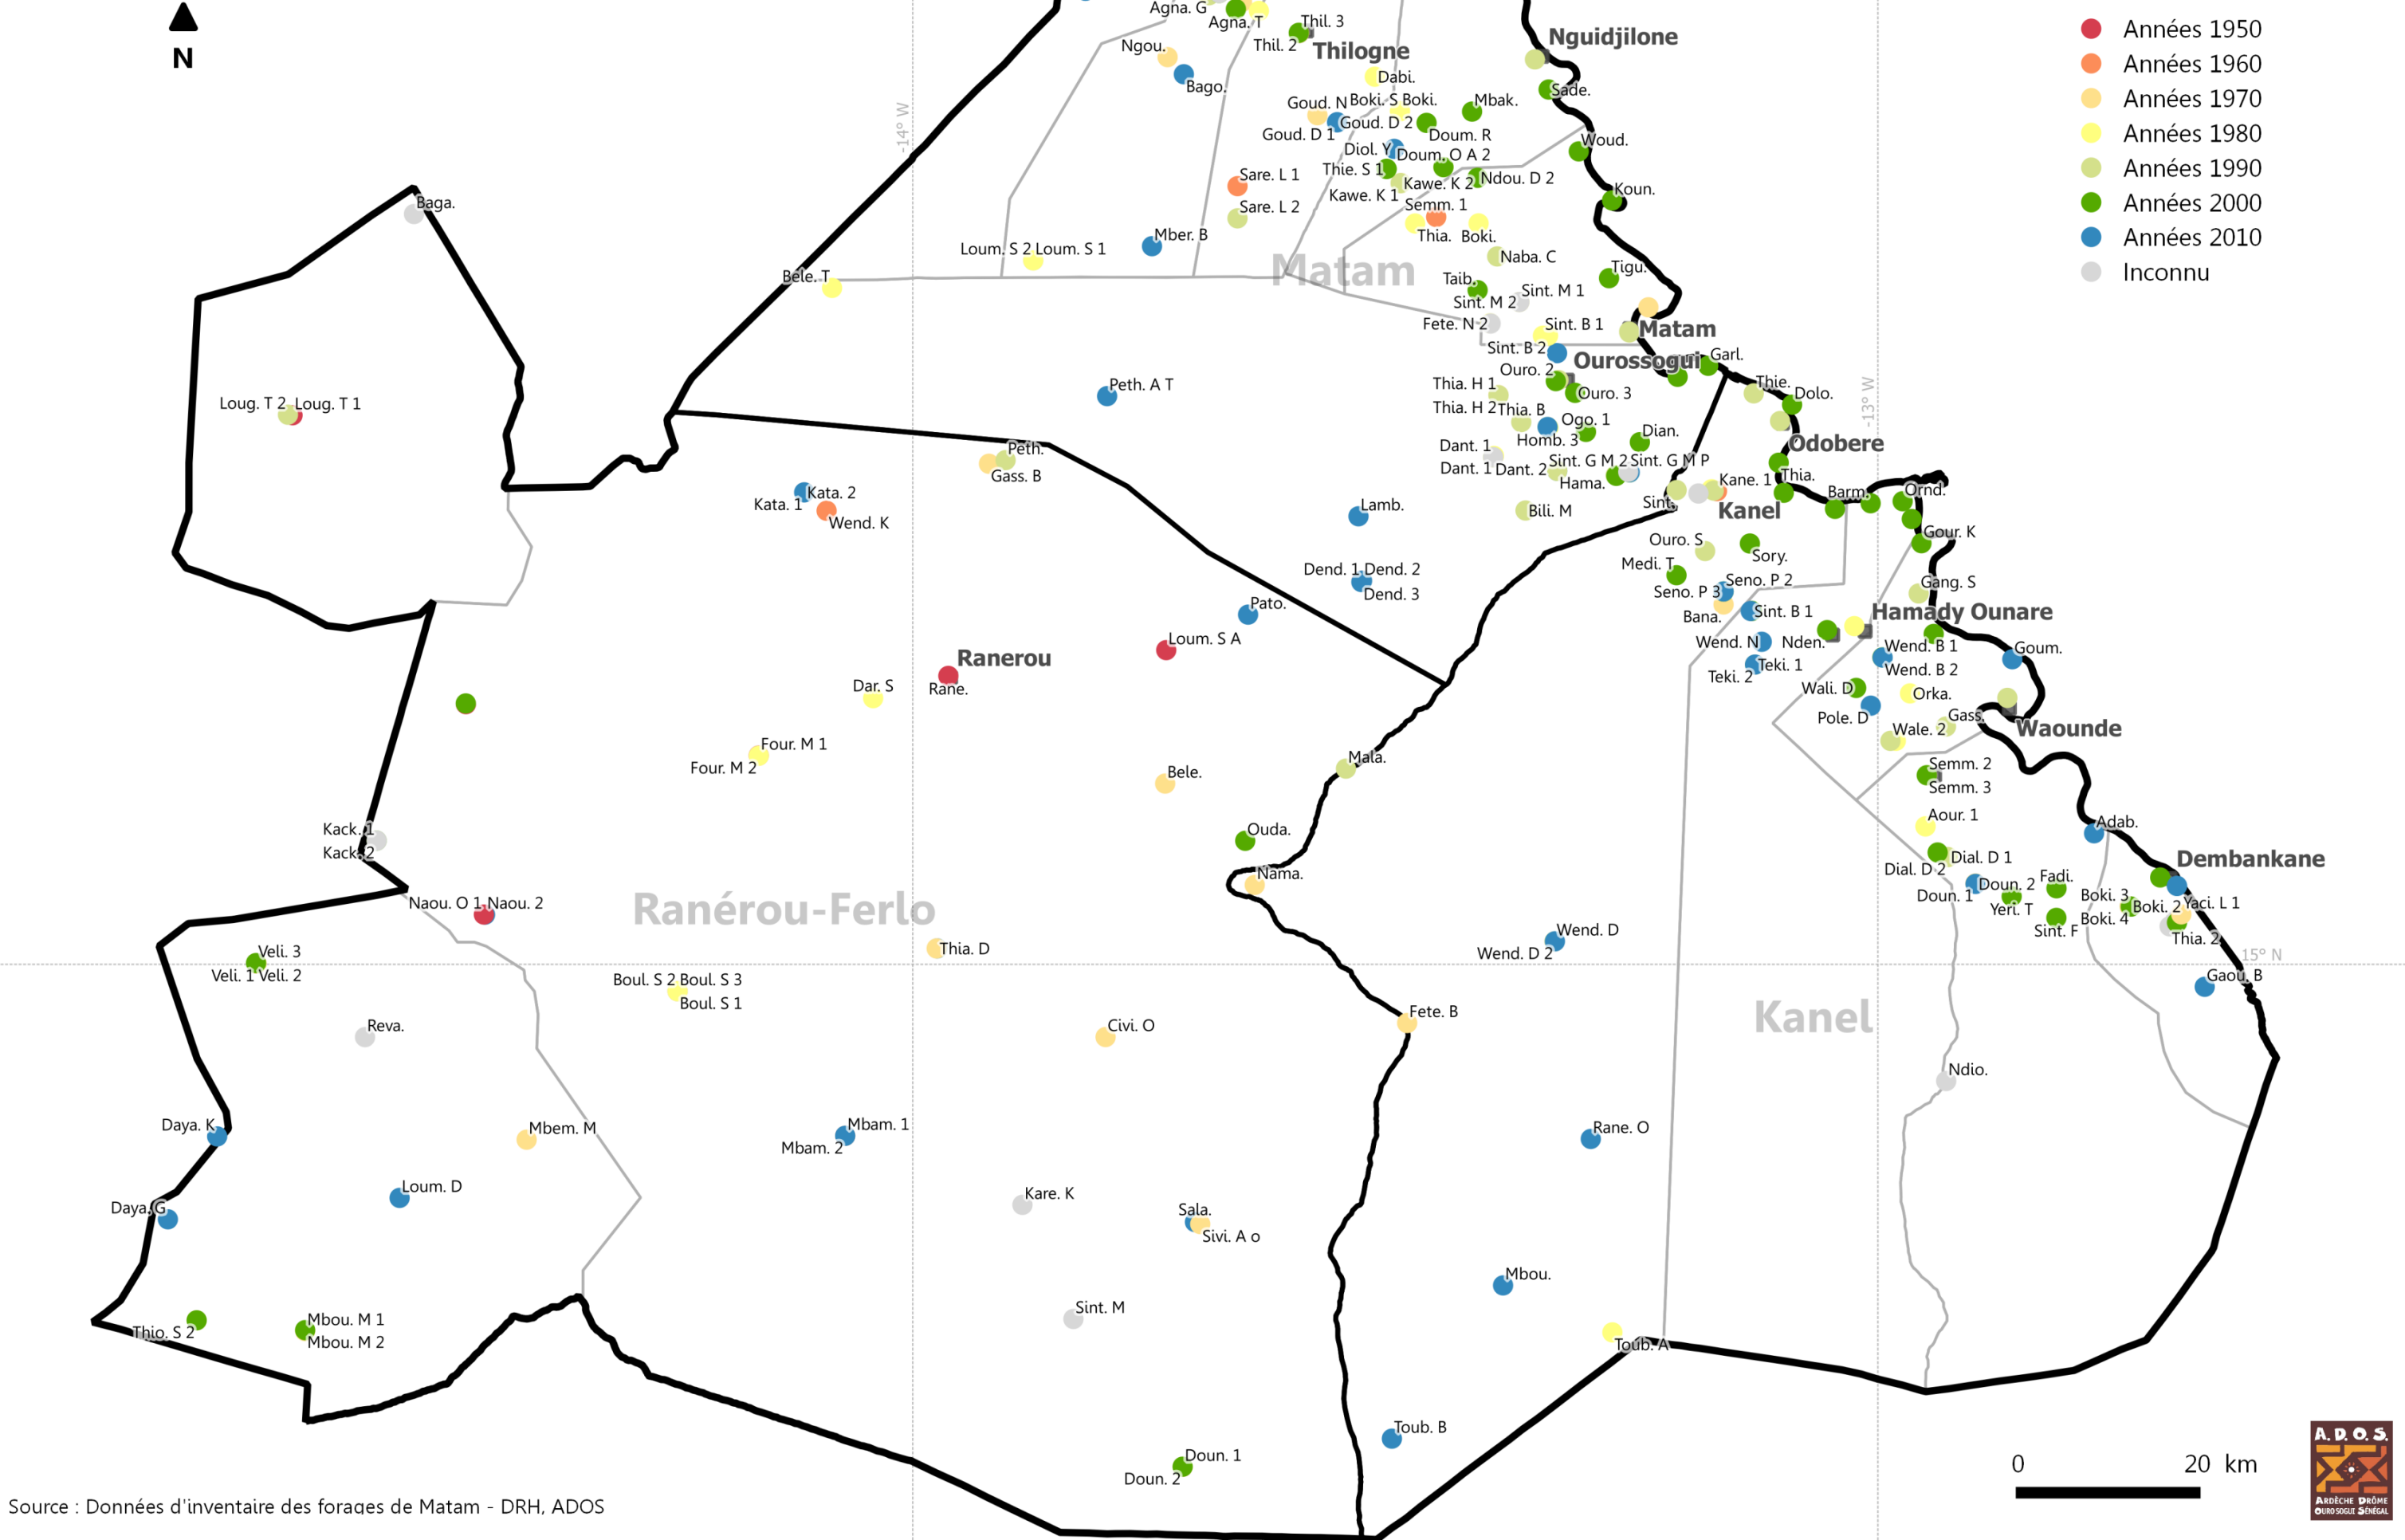 Agna. G
Agna. T
Thil. 3
Thil. 2
Thilogne
Nguidjilone
Années 1950
Années 1960
Années 1970
Années 1980
Années 1990
Années 2000
Années 2010
Inconnu
N
Ngou.
Bago.
Dabi.
Sade.
Goud. N
Boki. S
Boki.
Mbak.
Goud. D 1
Goud. D 2
Doum. R
-14° W
Diol. Y
Doum. O A 2
Woud.
Thie. S 1
Sare. L 1
Kawe. K 2
Ndou. D 2
Kawe. K 1
Koun.
Baga.
Sare. L 2
Semm. 1
Mber. B
Thia.
Boki.
Loum. S 2
Loum. S 1
Naba. C
Matam
Bele. T
Taib.
Tigu.
Sint. M 1
Sint. M 2
Fete. N 2
Sint. B 1
Matam
Sint. B 2
Ourossogui
Garl.
Ouro. 2
Peth. A T
Thia. H 1
Ouro. 3
Thie.
Dolo.
-13° W
Loug. T 2
Loug. T 1
Thia. H 2
Thia. B
Ogo. 1
Homb. 3
Dian.
Odobere
Peth.
Dant. 1
Gass. B
Dant. 1
Dant. 2
Sint. G M 2
Sint. G M P
Hama.
Thia.
Kane. 1
Kata. 2
Kata. 1
Wend. K
Lamb.
Bili. M
Sint.
Kanel
Barm.
Ornd.
Gour. K
Ouro. S
Sory.
Medi. T
Dend. 1
Dend. 2
Dend. 3
Seno. P 2
Seno. P 3
Gang. S
Pato.
Bana.
Sint. B 1
Hamady Ounare
Loum. S A
Wend. N
Nden.
Wend. B 1
Goum.
Ranerou
Teki. 1
Teki. 2
Wend. B 2
Rane.
Dar. S
Wali. D
Orka.
Pole. D
Gass.
Waounde
Wale. 2
Four. M 1
Four. M 2
Mala.
Bele.
Semm. 2
Semm. 3
Aour. 1
Adab.
Kack. 1
Kack. 2
Ouda.
Dial. D 1
Dial. D 2
Dembankane
Nama.
Doun. 2
Doun. 1
Fadi.
Boki. 3
Boki. 2
Yaci. L 1
Yeri. T
Boki. 4
Sint. F
Thia. 2
Naou. O 1
Naou. 2
Ranérou-Ferlo
Wend. D
Wend. D 2
Veli. 3
Veli. 1
Veli. 2
Thia. D
15° N
Gaou. B
Boul. S 2
Boul. S 3
Boul. S 1
Reva.
Civi. O
Fete. B
Kanel
Ndio.
Daya. K
Mbem. M
Mbam. 1
Mbam. 2
Rane. O
Loum. D
Kare. K
Daya. G
Sala.
Sivi. A o
Mbou.
Sint. M
Thio. S 2
Mbou. M 1
Mbou. M 2
Toub. A
Toub. B
Doun. 1
Doun. 2
0 20 km
A.D.O.S.
ARDÈCHE DRÔME
OUROSOGUI SÉNÉGAL
Source : Données d'inventaire des forages de Matam - DRH, ADOS